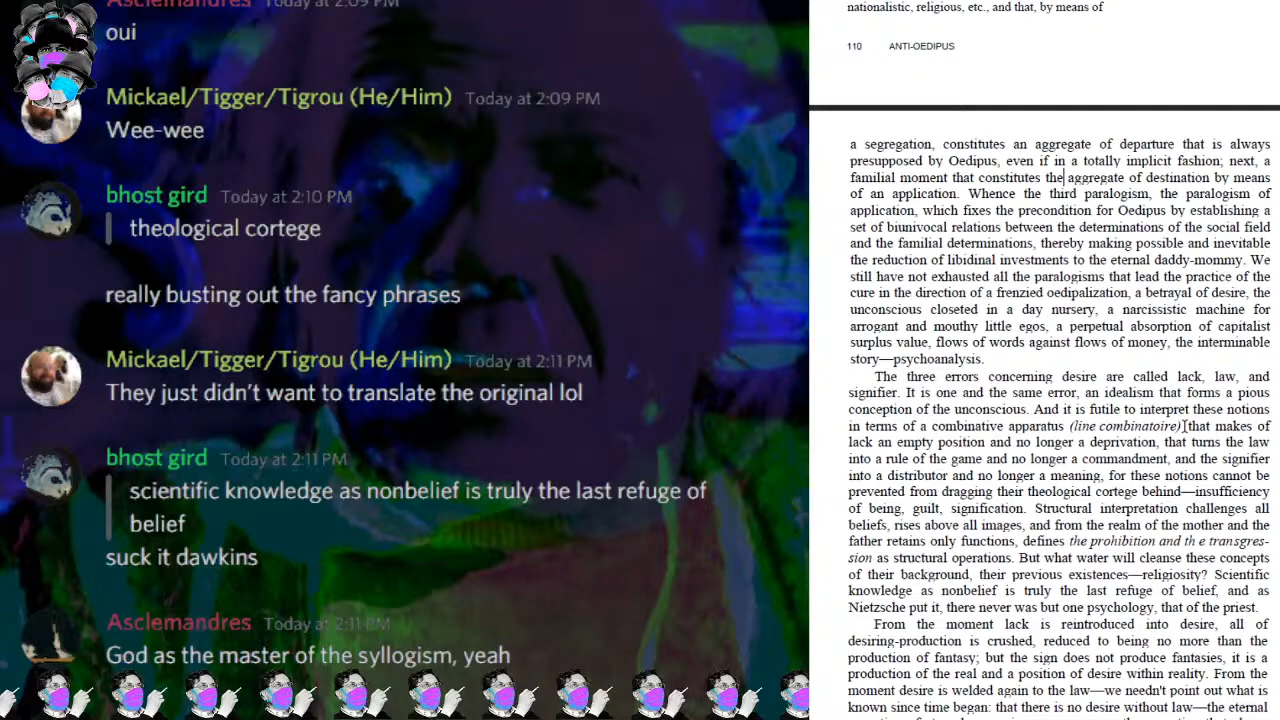 Asclemandres Today at 2:09 PM
oui
Mickael/Tigger/Tigrou (He/Him) Today at 2:09 PM
Wee-wee
bhost gird Today at 2:10 PM
theological cortege
really busting out the fancy phrases
Mickael/Tigger/Tigrou (He/Him) Today at 2:11 PM
They just didn't want to translate the original lol
bhost gird Today at 2:11 PM
scientific knowledge as nonbelief is truly the last refuge of
belief
suck it dawkins
Asclemandres Today at 2:11 PM
God as the master of the syllogism, yeah
nationalistic, religious, etc., and that, by means of
110 ANTI-OEDIPUS
a segregation, constitutes an aggregate of departure that is always
presupposed by Oedipus, even if in a totally implicit fashion; next, a
familial moment that constitutes the aggregate of destination by means
of an application. Whence the third paralogism, the paralogism of
application, which fixes the precondition for Oedipus by establishing a
set of biunivocal relations between the determinations of the social field
and the familial determinations, thereby making possible and inevitable
the reduction of libidinal investments to the eternal daddy-mommy. We
still have not exhausted all the paralogisms that lead the practice of the
cure in the direction of a frenzied oedipalization, a betrayal of desire, the
unconscious closeted in a day nursery, a narcissistic machine for
arrogant and mouthy little egos, a perpetual absorption of capitalist
surplus value, flows of words against flows of money, the interminable
story—psychoanalysis.
The three errors concerning desire are called lack, law, and
signifier. It is one and the same error, an idealism that forms a pious
conception of the unconscious. And it is futile to interpret these notions
in terms of a combinative apparatus (line combinatoire) that makes of
lack an empty position and no longer a deprivation, that turns the law
into a rule of the game and no longer a commandment, and the signifier
into a distributor and no longer a meaning, for these notions cannot be
prevented from dragging their theological cortege behind—insufficiency
of being, guilt, signification. Structural interpretation challenges all
beliefs, rises above all images, and from the realm of the mother and the
father retains only functions, defines the prohibition and th e transgres-
sion as structural operations. But what water will cleanse these concepts
of their background, their previous existences—religiosity? Scientific
knowledge as nonbelief is truly the last refuge of belief, and as
Nietzsche put it, there never was but one psychology, that of the priest.
From the moment lack is reintroduced into desire, all of
desiring-production is crushed, reduced to being no more than the
production of fantasy; but the sign does not produce fantasies, it is a
production of the real and a position of desire within reality. From the
moment desire is welded again to the law—we needn't point out what is
known since time began: that there is no desire without law—the eternal